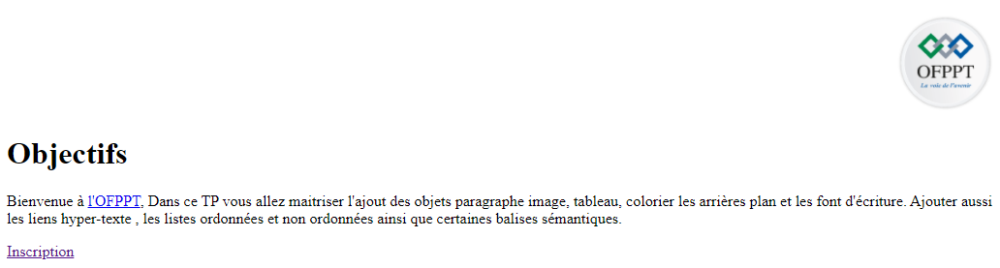 OFPPT
La voie de l'avenir
Objectifs
Bienvenue à l'OFPPT, Dans ce TP vous allez maitriser l'ajout des objets paragraphe image, tableau, colorier les arrières plan et les font d'écriture. Ajouter aussi
les liens hyper-texte , les listes ordonnées et non ordonnées ainsi que certaines balises sémantiques.
Inscription